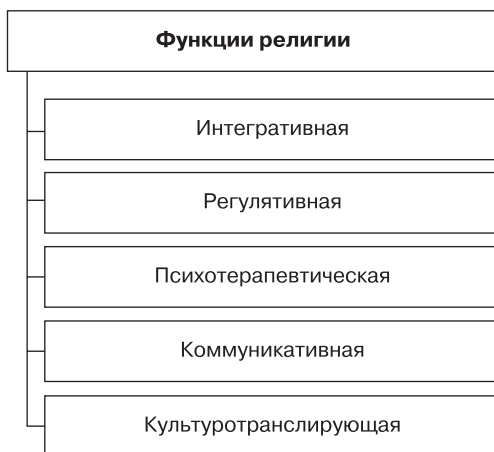 Функции религии
Интегративная
Регулятивная
Психотерапевтическая
Коммуникативная
Культуротранслирующая